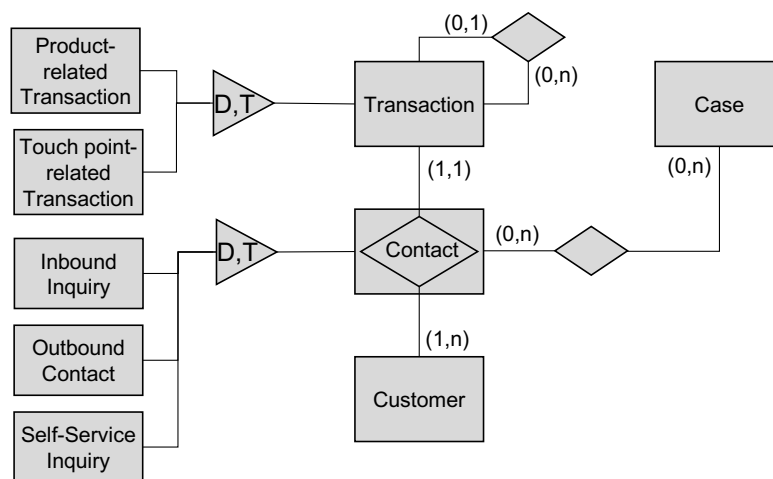 Product-
related
Transaction
Touch point-
related
Transaction
D,T
Transaction
(0,1)
(0,n)
Case
(0,n)
(1,1)
Inbound
Inquiry
Outbound
Contact
Self-Service
Inquiry
D,T
Contact
(0,n)
(1,n)
Customer